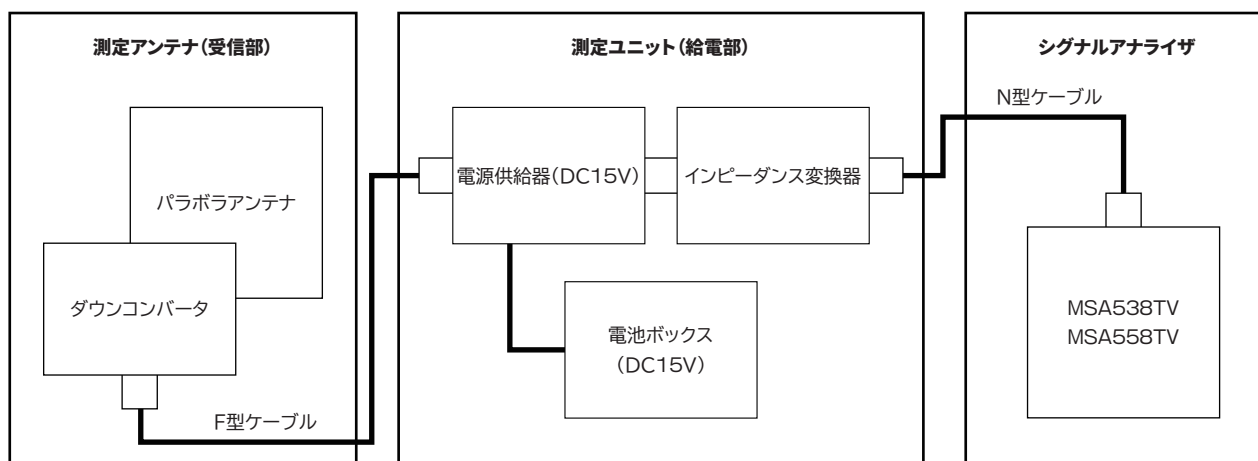 測定アンテナ(受信部)
パラボラアンテナ
ダウンコンバータ
F型ケーブル
測定ユニット(給電部)
電源供給器(DC15V)
インピーダンス変換器
電池ボックス
(DC15V)
シグナルアナライザ
N型ケーブル
MSA538TV
MSA558TV